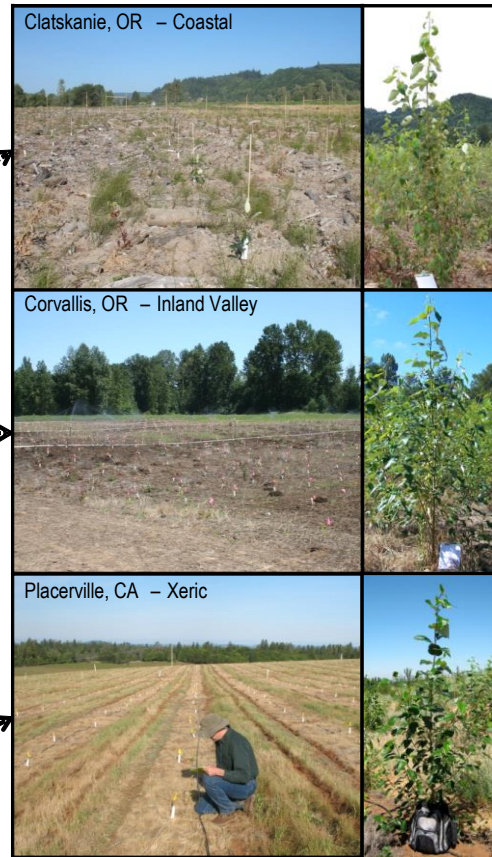 Clatskanie, OR – Coastal
Corvallis, OR – Inland Valley
Placerville, CA – Xeric